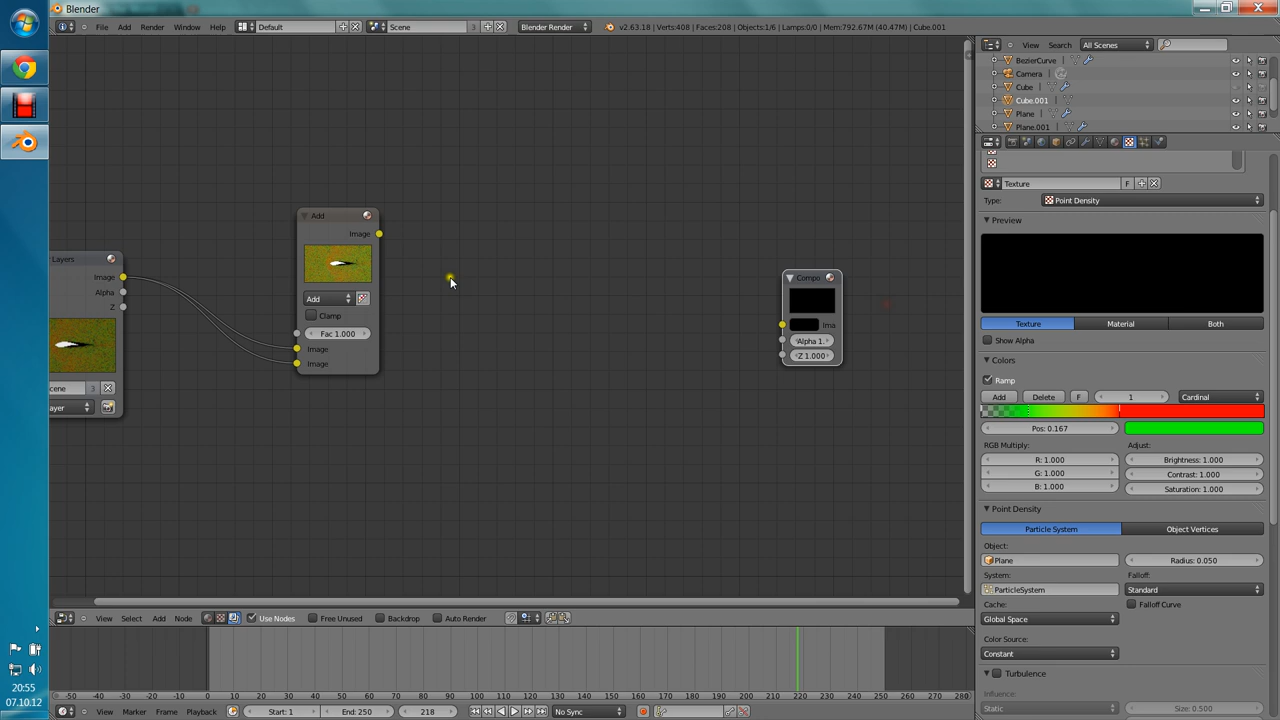 Blender
File Add Render Window Help Default Scene 3 Blender Render v2.63.18 | Verts:408 | Faces:208 | Objects:1/6 | Lamps:0/0 | Mem:792.67M (40.47M) | Cube.001
View Search All Scenes
BezierCurve
Camera
Cube
Cube.001
Plane
Plane.001
Texture F
Type: Point Density
Preview
Texture Material Both
Show Alpha
Colors
Ramp
Add Delete F 1 Cardinal
Pos: 0.167
RGB Multiply: Adjust:
R: 1.000 Brightness: 1.000
G: 1.000 Contrast: 1.000
B: 1.000 Saturation: 1.000
Point Density
Particle System Object Vertices
Object:
Plane Radius: 0.050
System: Falloff:
ParticleSystem Standard
Cache: Falloff Curve
Global Space
Color Source:
Constant
Turbulence
Influence:
Static Size: 0.500
Layers
Image
Alpha
Z
cene 3
ayer
Add
Image
Add
Clamp
Fac 1.000
Image
Image
Compo
Ima
Alpha 1.
Z 1.000
View Select Add Node Use Nodes Free Unused Backdrop Auto Render
-50 -40 -30 -20 -10 0 10 20 30 40 50 60 70 80 90 100 110 120 130 140 150 160 170 180 190 200 210 220 230 240 250 260 270 280
View Marker Frame Playback Start: 1 End: 250 218 No Sync
20:55
07.10.12